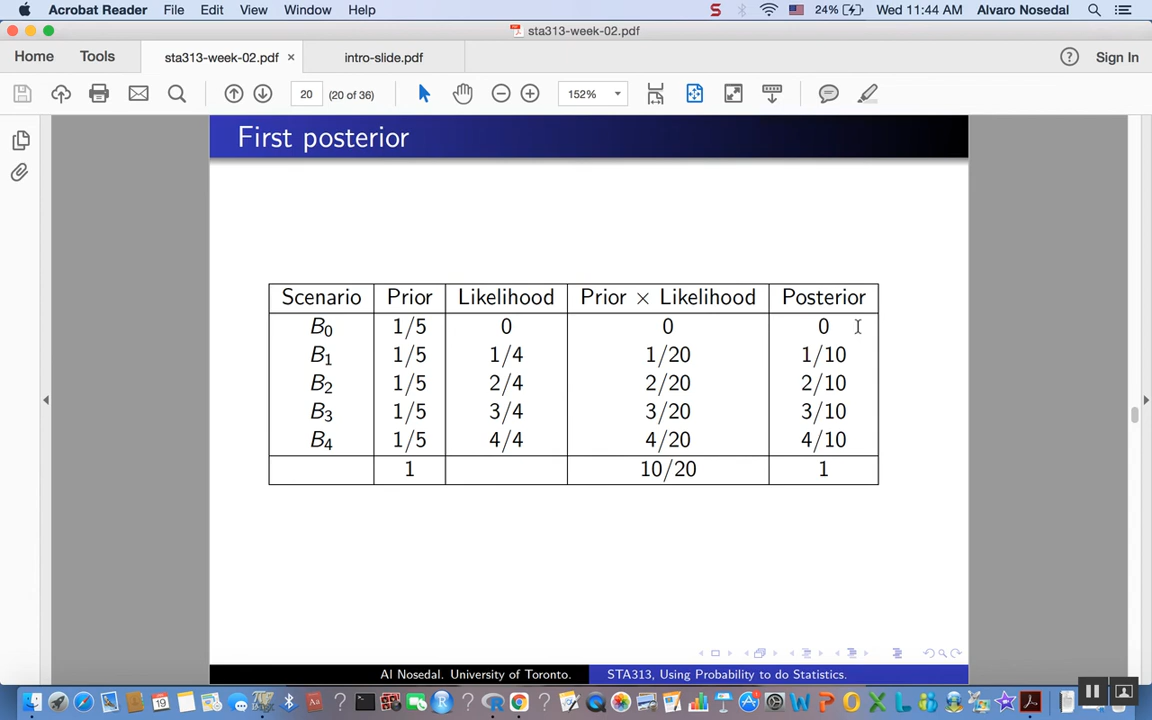 Acrobat Reader File Edit View Window Help 24% Wed 11:44 AM Alvaro Nosedal
sta313-week-02.pdf
Home Tools sta313-week-02.pdf × intro-slide.pdf Sign In
20 (20 of 36) 152%
First posterior
Scenario Prior Likelihood Prior × Likelihood Posterior
B₀ 1/5 0 0 0
B₁ 1/5 1/4 1/20 1/10
B₂ 1/5 2/4 2/20 2/10
B₃ 1/5 3/4 3/20 3/10
B₄ 1/5 4/4 4/20 4/10
1 10/20 1
Al Nosedal. University of Toronto. STA313, Using Probability to do Statistics.